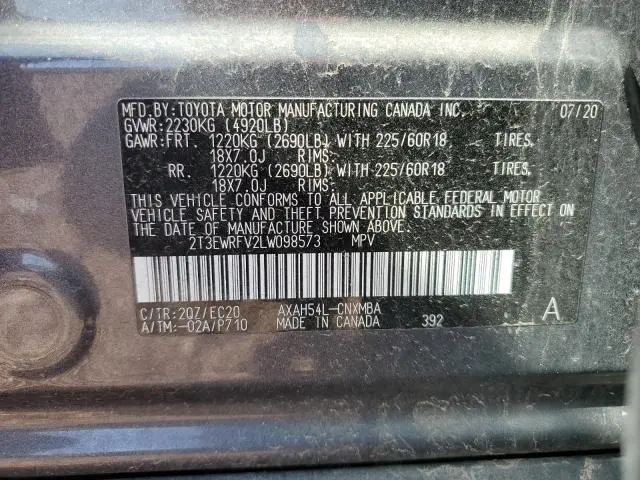 MFD.BY:TOYOTA MOTOR MANUFACTURING CANADA INC. 07/20
GVWR:2230KG (4920LB)
GAWR:FRT. 1220KG (2690LB) WITH 225/60R18 TIRES,
18X7.0J RIMS,
RR. 1220KG (2690LB) WITH 225/60R18 TIRES,
18X7.0J RIMS,
THIS VEHICLE CONFORMS TO ALL APPLICABLE FEDERAL MOTOR
VEHICLE SAFETY AND THEFT PREVENTION STANDARDS IN EFFECT ON
THE DATE OF MANUFACTURE SHOWN ABOVE.
2T3EWRFV2LW098573 MPV
C/TR:2QZ/EC20 AXAH54L-CNXMBA
A/TM:-02A/P710 MADE IN CANADA 392 A